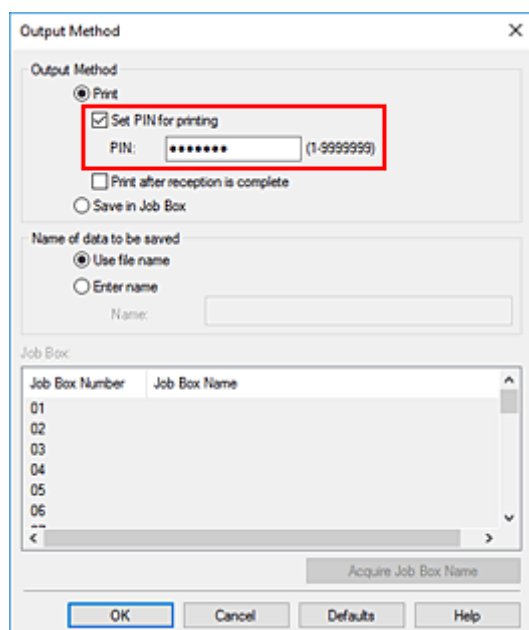 Output Method
Output Method
Print
Set PIN for printing
PIN: ●●●●●●● (1-9999999)
Print after reception is complete
Save in Job Box
Name of data to be saved
Use file name
Enter name
Name:
Job Box:
Job Box Number Job Box Name
01
02
03
04
05
06
Acquire Job Box Name
OK Cancel Defaults Help